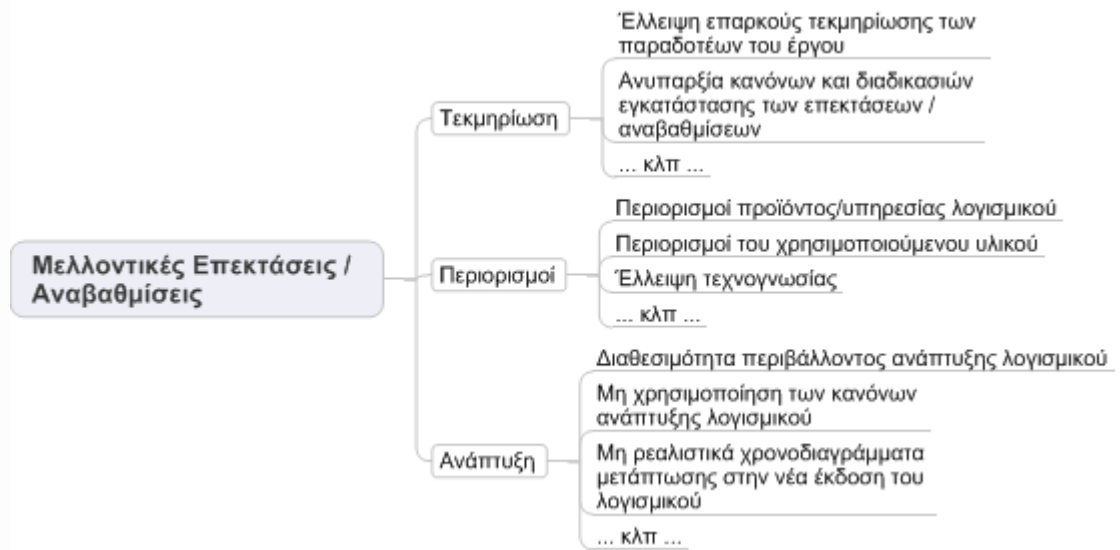 Έλλειψη επαρκούς τεκμηρίωσης των
παραδοτέων του έργου
Ανυπαρξία κανόνων και διαδικασιών
εγκατάστασης των επεκτάσεων /
αναβαθμίσεων
... κλπ ...
Τεκμηρίωση
Περιορισμοί προϊόντος/υπηρεσίας λογισμικού
Περιορισμοί του χρησιμοποιούμενου υλικού
Έλλειψη τεχνογνωσίας
... κλπ ...
Περιορισμοί
Μελλοντικές Επεκτάσεις /
Αναβαθμίσεις
Διαθεσιμότητα περιβάλλοντος ανάπτυξης λογισμικού
Μη χρησιμοποίηση των κανόνων
ανάπτυξης λογισμικού
Μη ρεαλιστικά χρονοδιαγράμματα
μετάπτωσης στην νέα έκδοση του
λογισμικού
... κλπ ...
Ανάπτυξη